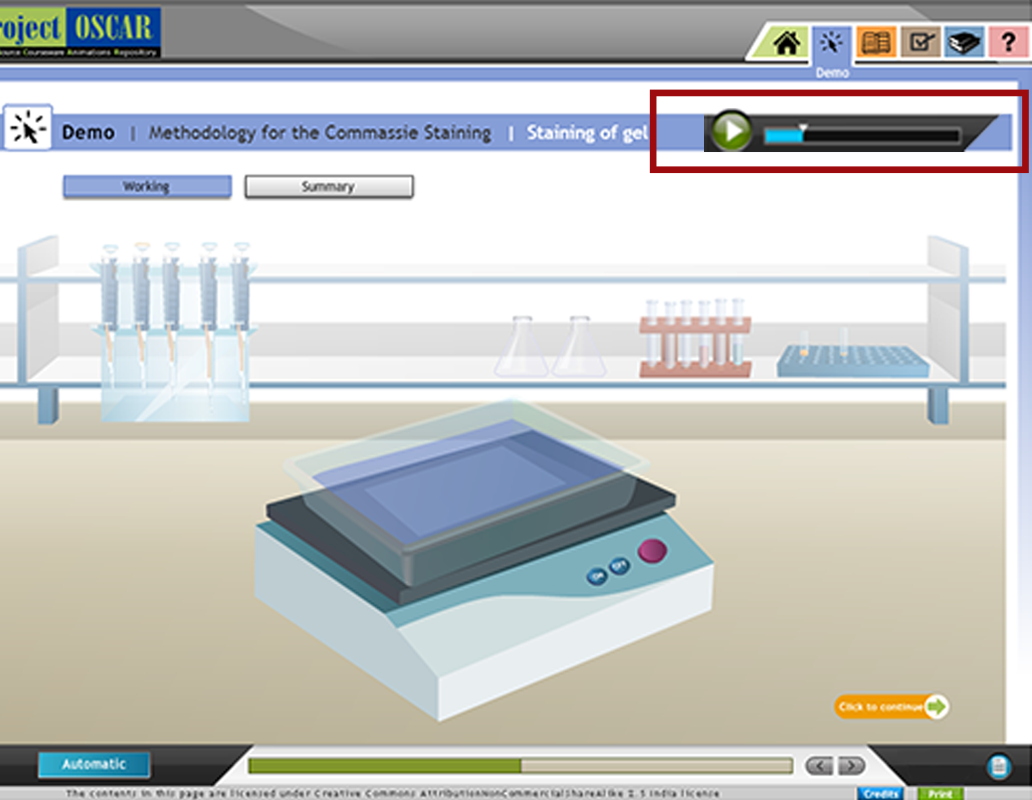 roject OSCAR
ource Courseware Animations Repository
?
Demo
Demo | Methodology for the Commassie Staining | Staining of gel
Working
Summary
ON
OFF
Click to continue
Automatic
The contents in this page are licensed under Creative Commons AttributionNonCommercialShareAlike 2.5 India license
Credits
Print